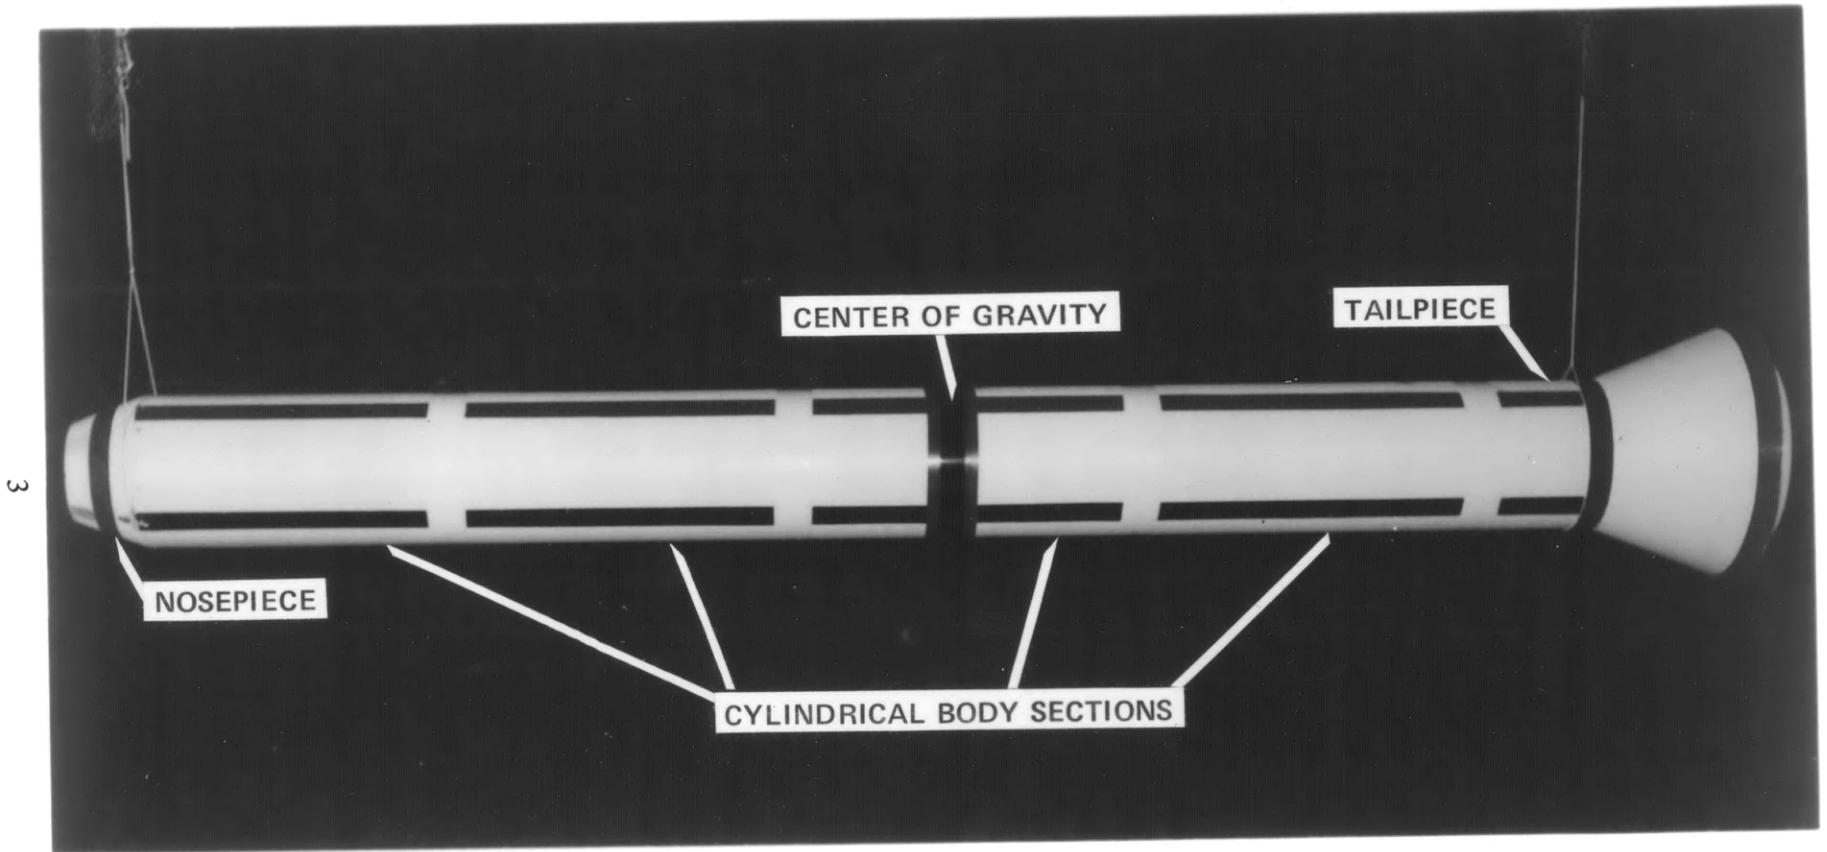 CENTER OF GRAVITY
TAILPIECE
3
NOSEPIECE
CYLINDRICAL BODY SECTIONS